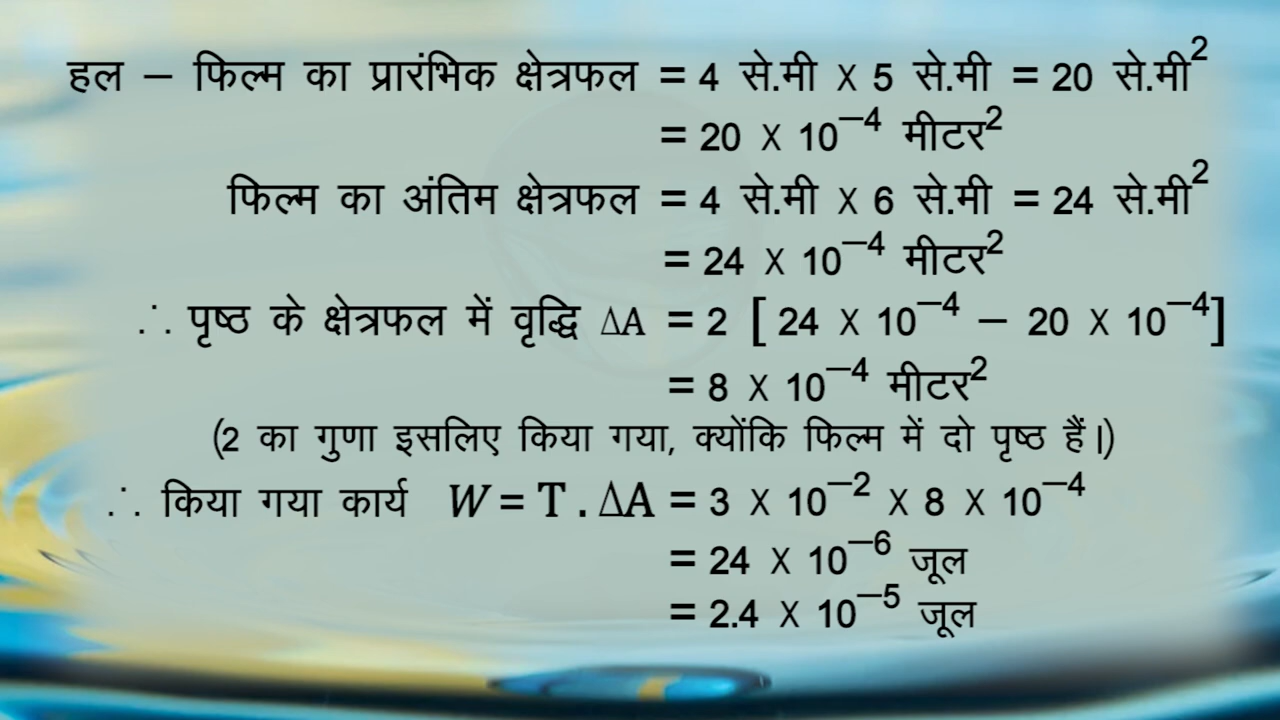 हल – फिल्म का प्रारंभिक क्षेत्रफल = 4 से.मी X 5 से.मी = 20 से.मी²
= 20 X 10⁻⁴ मीटर²
फिल्म का अंतिम क्षेत्रफल = 4 से.मी X 6 से.मी = 24 से.मी²
= 24 X 10⁻⁴ मीटर²
∴ पृष्ठ के क्षेत्रफल में वृद्धि ΔA = 2 [ 24 X 10⁻⁴ – 20 X 10⁻⁴]
= 8 X 10⁻⁴ मीटर²
(2 का गुणा इसलिए किया गया, क्योंकि फिल्म में दो पृष्ठ हैं।)
∴ किया गया कार्य W = T . ΔA = 3 X 10⁻² X 8 X 10⁻⁴
= 24 X 10⁻⁶ जूल
= 2.4 X 10⁻⁵ जूल